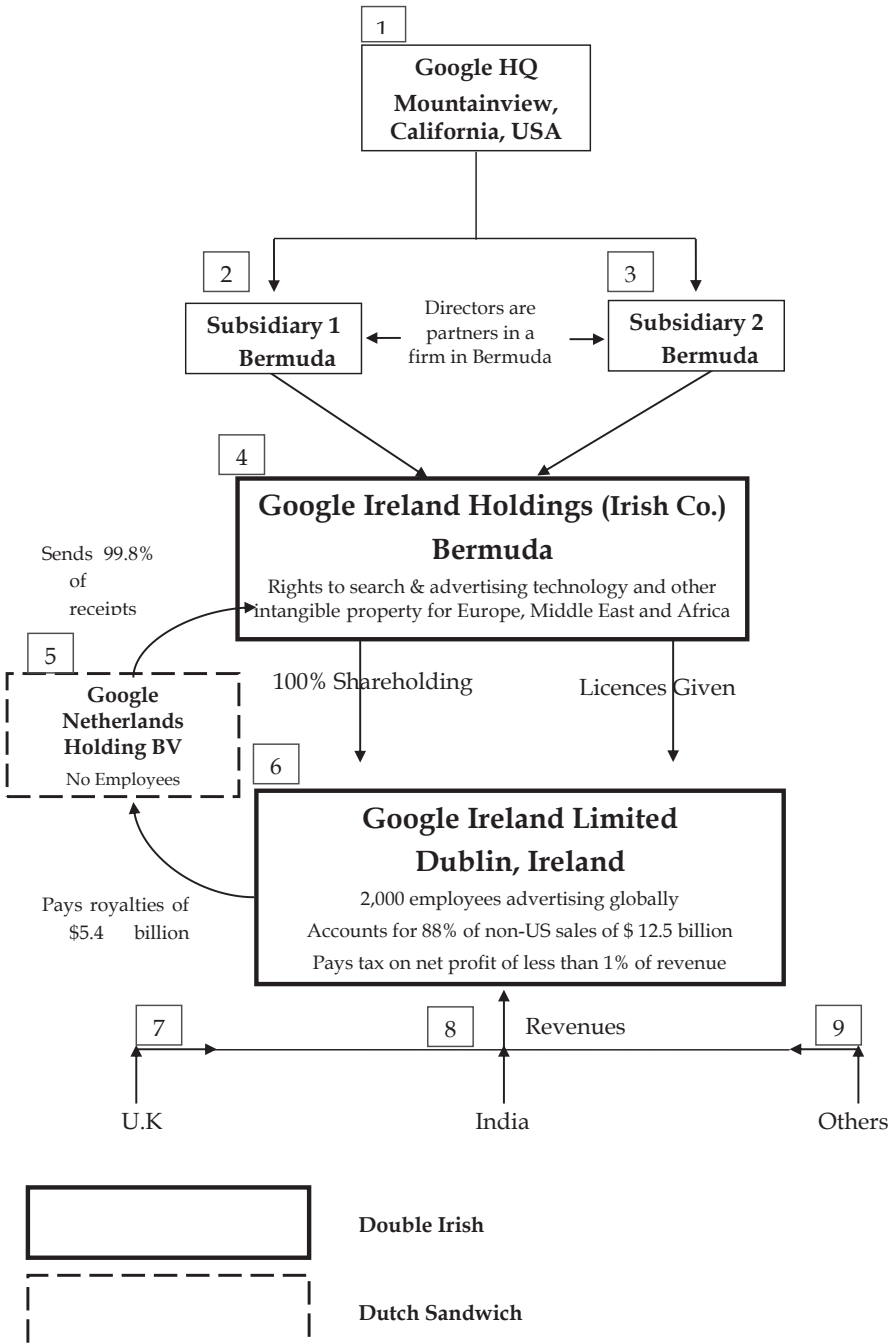 1
Google HQ
Mountainview,
California, USA
2
3
Subsidiary 1
Bermuda
Directors are
partners in a
firm in Bermuda
Subsidiary 2
Bermuda
4
Google Ireland Holdings (Irish Co.)
Bermuda
Rights to search & advertising technology and other
intangible property for Europe, Middle East and Africa
Sends 99.8%
of
receipts
5
Google
Netherlands
Holding BV
No Employees
100% Shareholding
Licences Given
6
Google Ireland Limited
Dublin, Ireland
2,000 employees advertising globally
Accounts for 88% of non-US sales of $ 12.5 billion
Pays tax on net profit of less than 1% of revenue
Pays royalties of
$5.4 billion
7
8
Revenues
9
U.K
India
Others
Double Irish
Dutch Sandwich